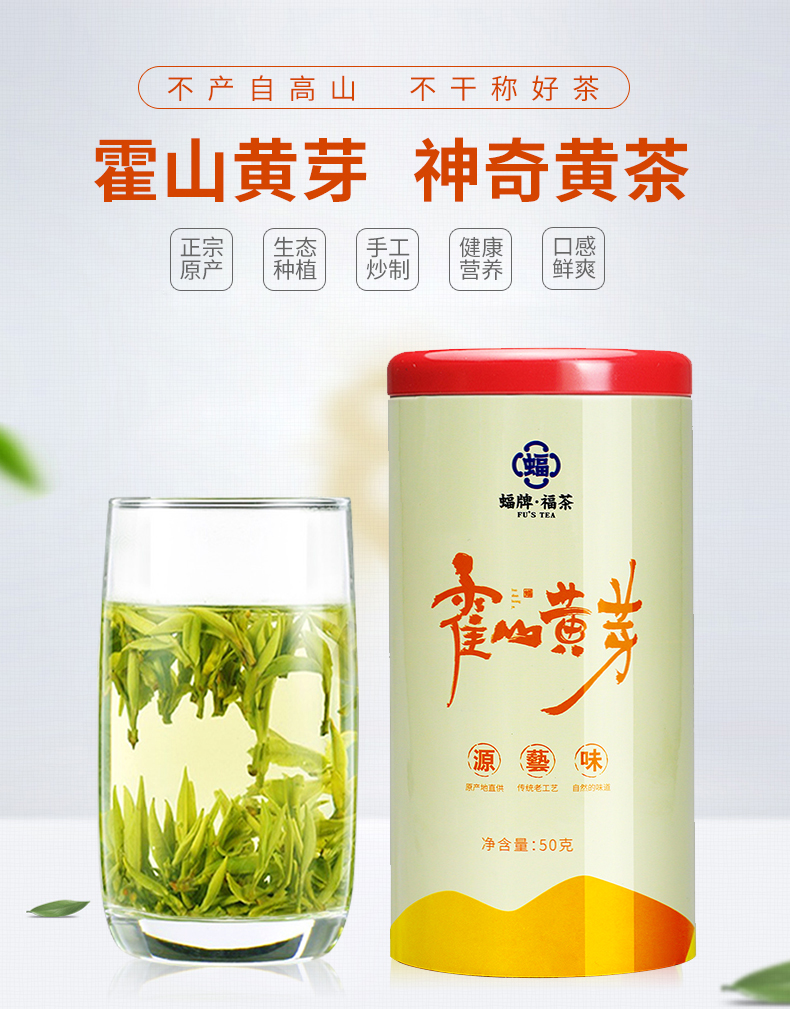 不产自高山 不干称好茶
霍山黄芽 神奇黄茶
正宗
原产
生态
种植
手工
炒制
健康
营养
口感
鲜爽
蝠
蝠牌·福茶
FU'S TEA
霍山黄芽
源 藝 味
原产地直供 传统老工艺 自然的味道
净含量:50克